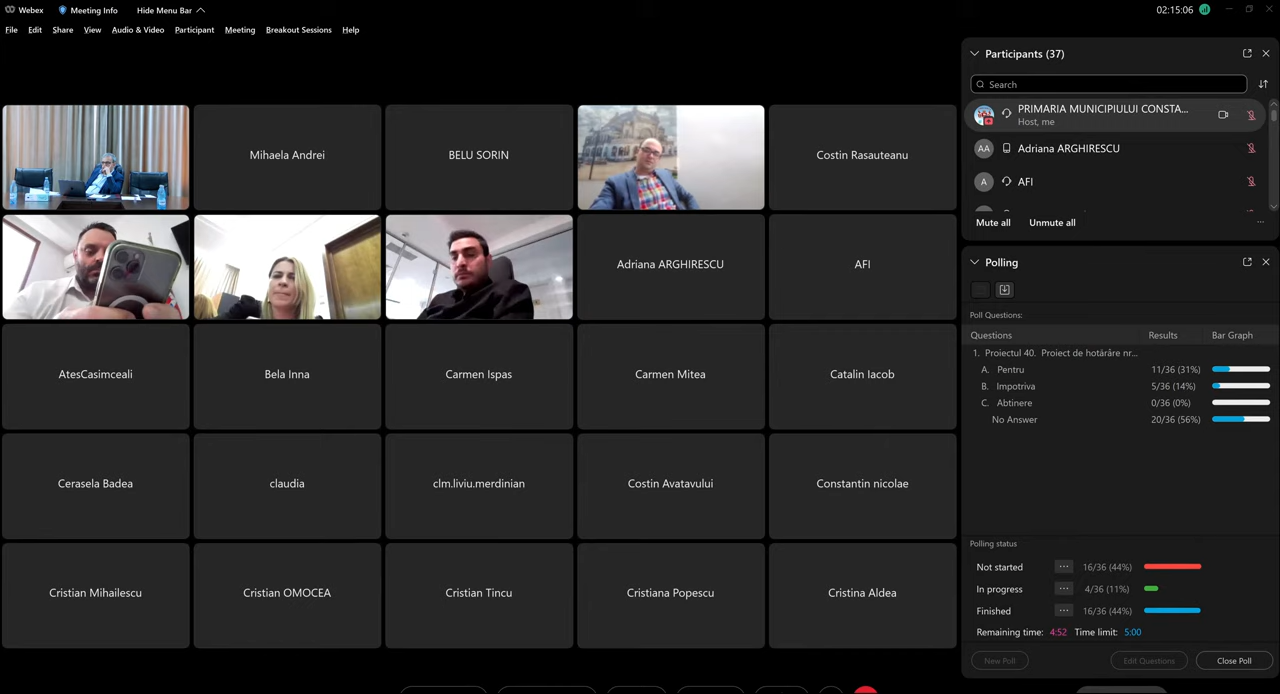 Webex Meeting Info Hide Menu Bar 02:15:06
File Edit Share View Audio & Video Participant Meeting Breakout Sessions Help
Mihaela Andrei
BELU SORIN
Costin Rasauteanu
Adriana ARGHIRESCU
AFI
AtesCasimceali
Bela Inna
Carmen Ispas
Carmen Mitea
Catalin Iacob
Cerasela Badea
claudia
clm.liviu.merdinian
Costin Avatavului
Constantin nicolae
Cristian Mihailescu
Cristian OMOCEA
Cristian Tincu
Cristiana Popescu
Cristina Aldea
Participants (37)
Search
PRIMARIA MUNICIPIULUI CONSTA...
Host, me
AA Adriana ARGHIRESCU
A AFI
Mute all Unmute all
Polling
Poll Questions:
Questions Results Bar Graph
1. Proiectul 40. Proiect de hotărâre nr...
A. Pentru 11/36 (31%)
B. Impotriva 5/36 (14%)
C. Abtinere 0/36 (0%)
No Answer 20/36 (56%)
Polling status
Not started ... 16/36 (44%)
In progress ... 4/36 (11%)
Finished ... 16/36 (44%)
Remaining time: 4:52 Time limit: 5:00
New Poll Edit Questions Close Poll